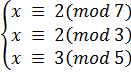 x ≡ 2(mod 7)
x ≡ 2(mod 3)
x ≡ 3(mod 5)